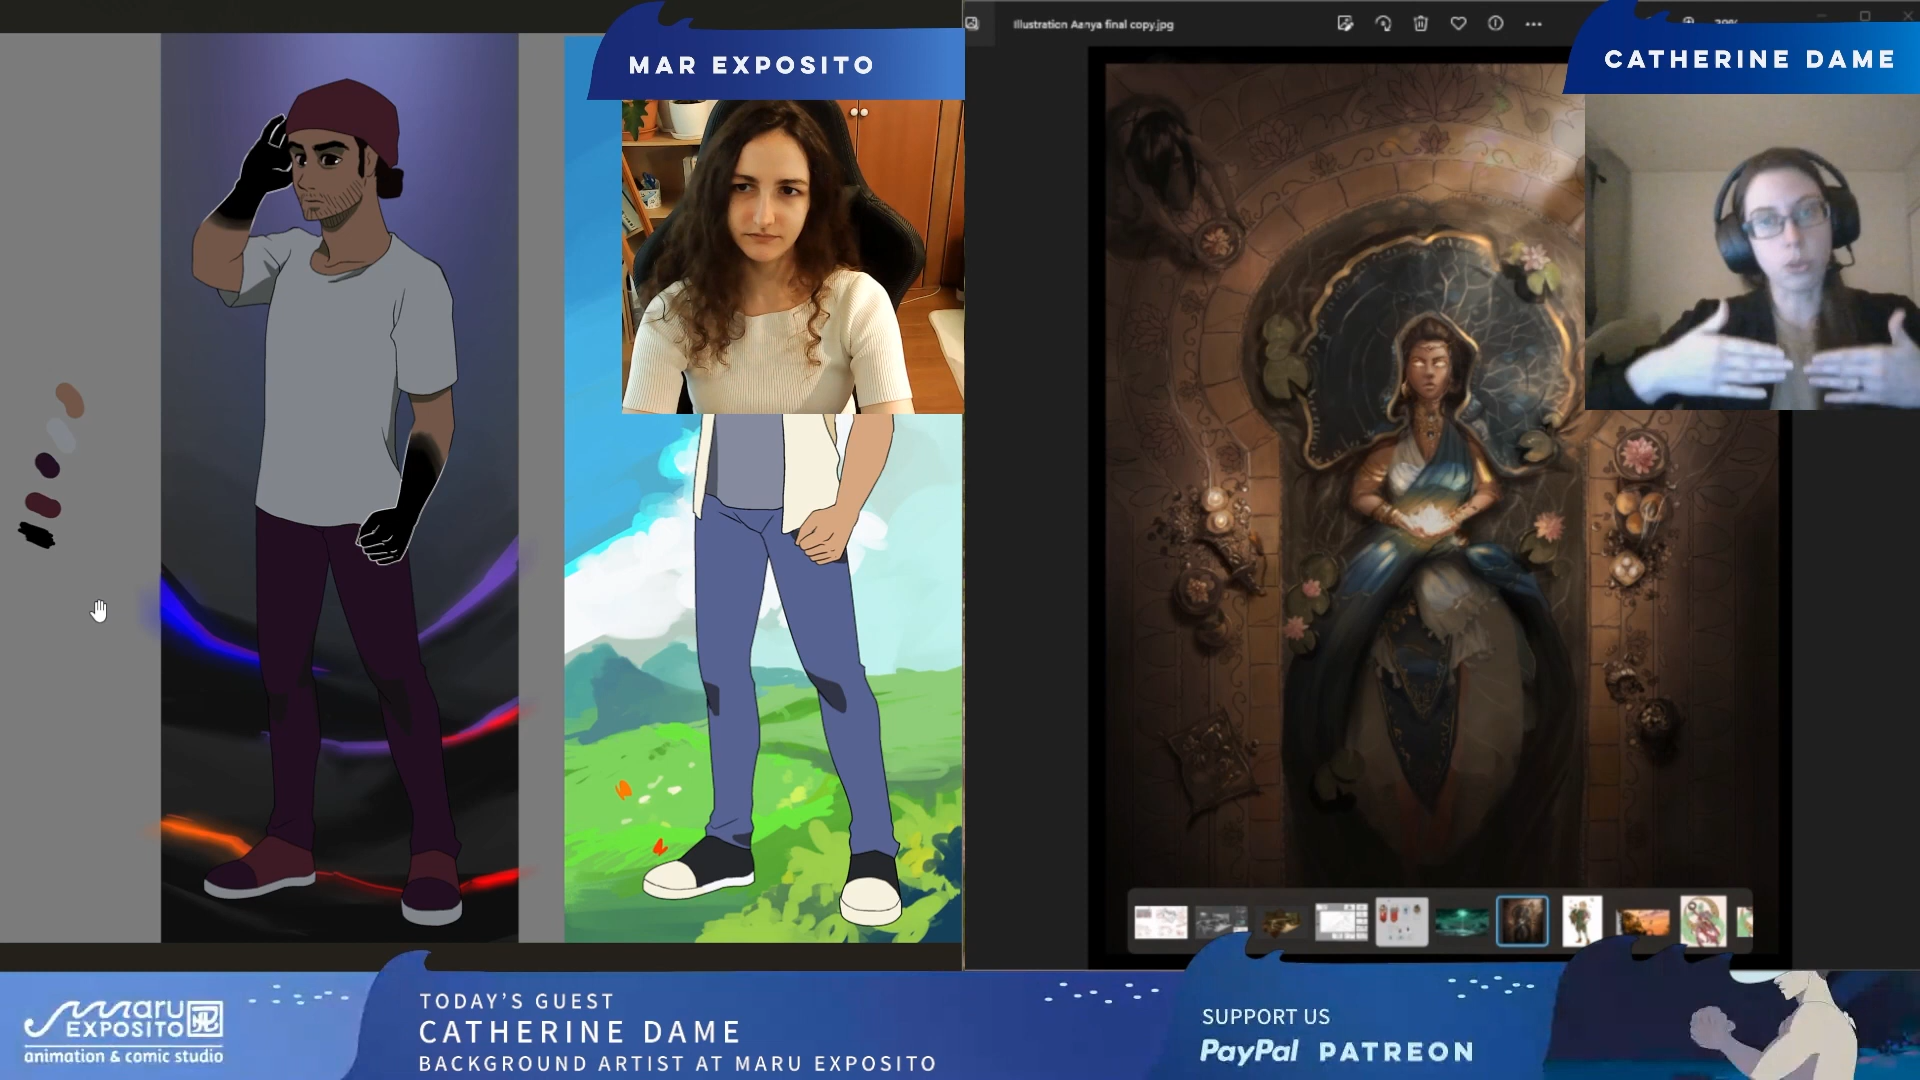 MAR EXPOSITO
Illustration Aanya final copy.jpg
CATHERINE DAME
maru
EXPOSITO
animation & comic studio
TODAY'S GUEST
CATHERINE DAME
BACKGROUND ARTIST AT MARU EXPOSITO
SUPPORT US
PayPal PATREON